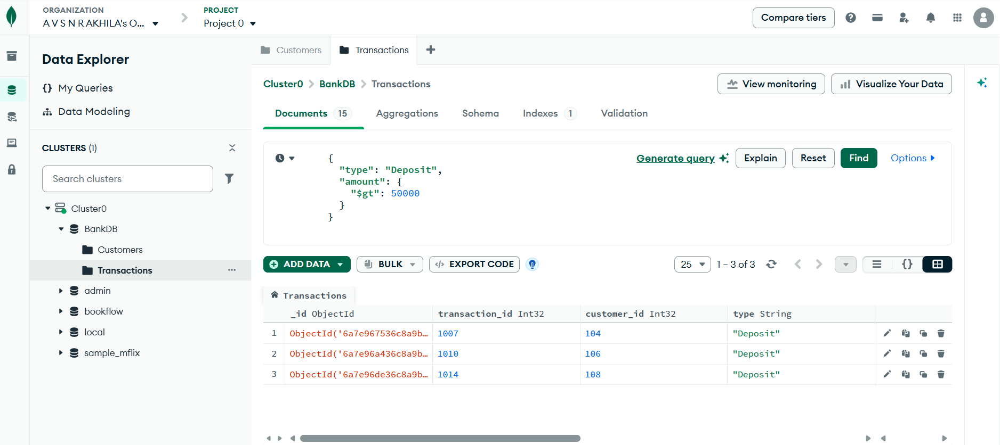 ORGANIZATION
A V S N R AKHILA's O...
PROJECT
Project 0
Compare tiers
Data Explorer
My Queries
Data Modeling
CLUSTERS (1)
Search clusters
Cluster0
BankDB
Customers
Transactions
admin
bookflow
local
sample_mflix
Customers
Transactions
Cluster0 BankDB Transactions
View monitoring
Visualize Your Data
Documents 15 Aggregations Schema Indexes 1 Validation
{
"type": "Deposit",
"amount": {
"$gt": 50000
}
}
Generate query
Explain
Reset
Find
Options
ADD DATA
BULK
EXPORT CODE
25
1 – 3 of 3
Transactions
_id ObjectId transaction_id Int32 customer_id Int32 type String
1 ObjectId('6a7e967536c8a9b… 1007 104 "Deposit"
2 ObjectId('6a7e96a436c8a9b… 1010 106 "Deposit"
3 ObjectId('6a7e96de36c8a9b… 1014 108 "Deposit"